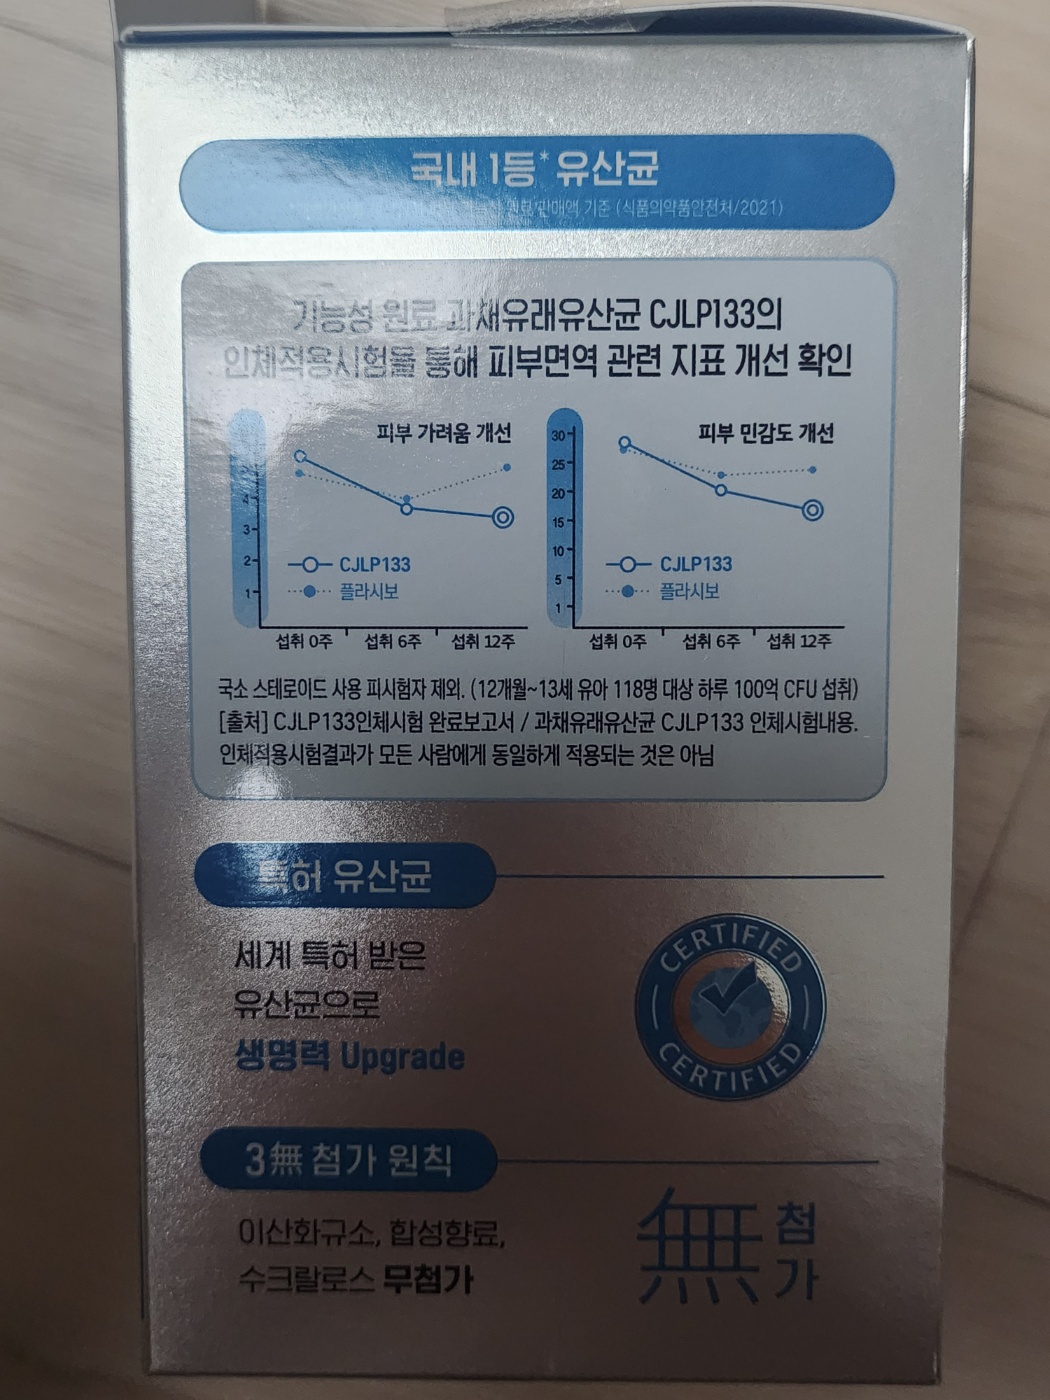 국내 1등* 유산균
판매액 기준 (식품의약품안전처/2021)
기능성 원료 과채유래유산균 CJLP133의
인체적용시험을 통해 피부면역 관련 지표 개선 확인
피부 가려움 개선
4
3
2
1
CJLP133
플라시보
섭취 0주 섭취 6주 섭취 12주
피부 민감도 개선
30
25
20
15
10
5
1
CJLP133
플라시보
섭취 0주 섭취 6주 섭취 12주
국소 스테로이드 사용 피시험자 제외. (12개월~13세 유아 118명 대상 하루 100억 CFU 섭취)
[출처] CJLP133인체시험 완료보고서 / 과채유래유산균 CJLP133 인체시험내용.
인체적용시험결과가 모든 사람에게 동일하게 적용되는 것은 아님
특허 유산균
세계 특허 받은
유산균으로
생명력 Upgrade
CERTIFIED
CERTIFIED
3無 첨가 원칙
이산화규소, 합성향료,
수크랄로스 무첨가
無 첨가